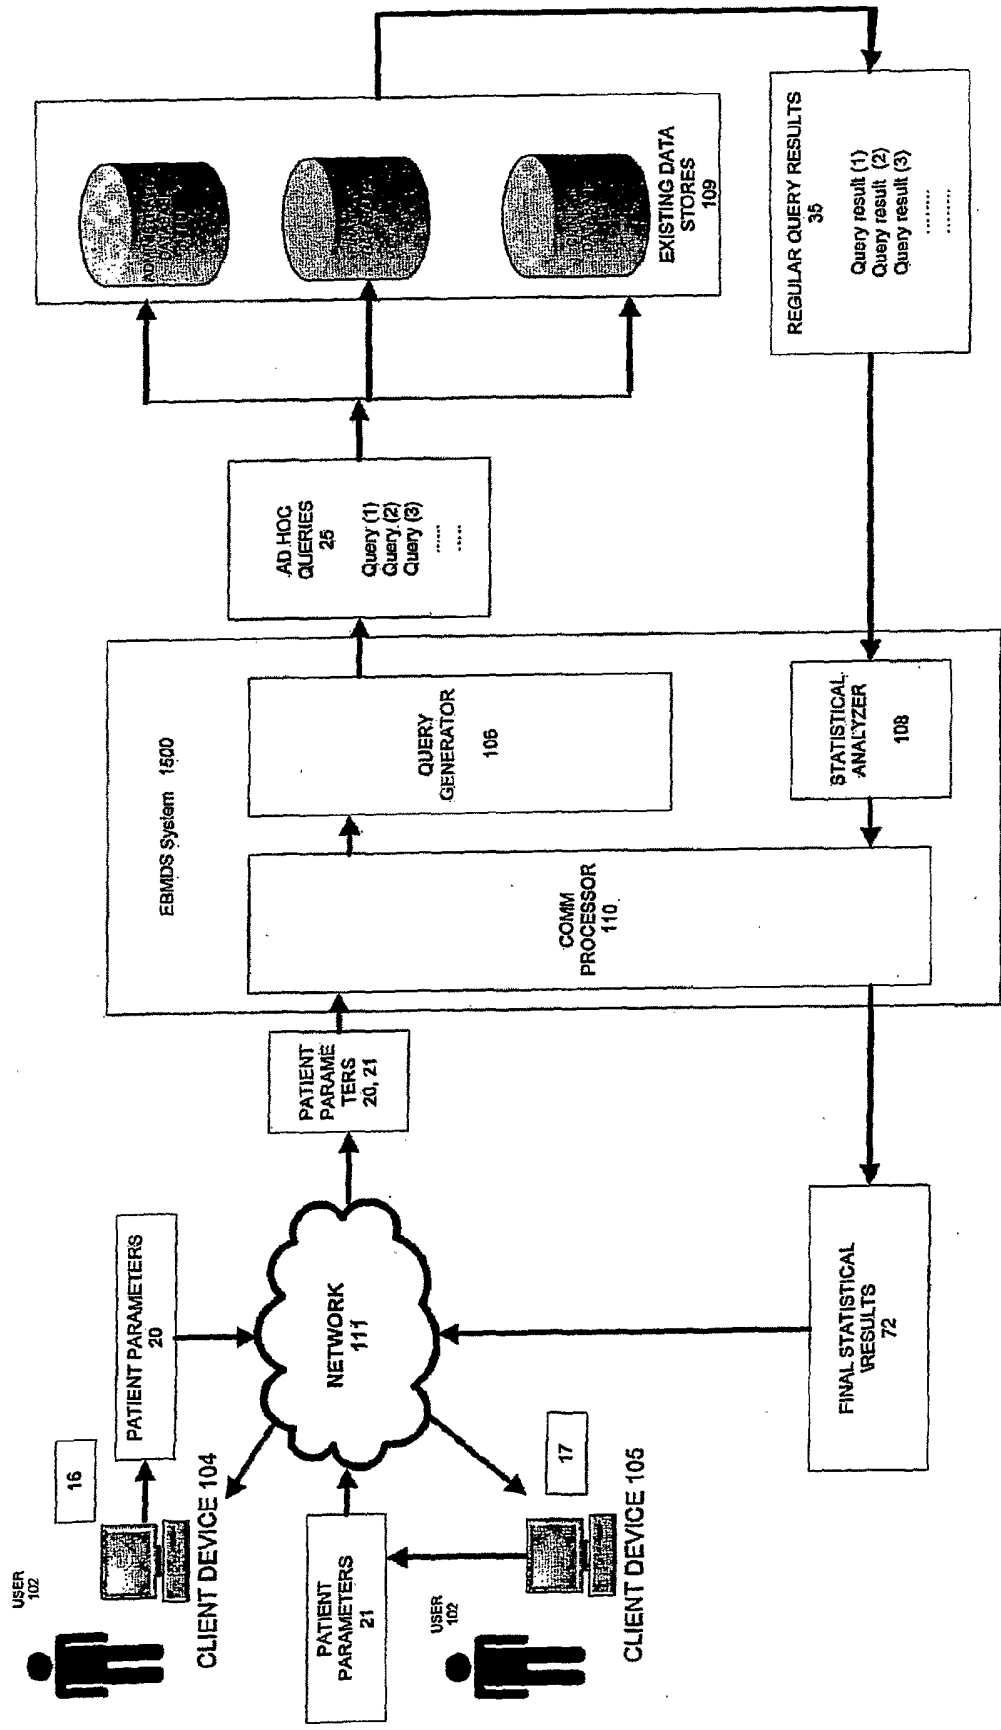 USER
102
16
CLIENT DEVICE 104
PATIENT PARAMETERS
20
PATIENT
PARAMETERS
21
USER
102
17
CLIENT DEVICE 105
NETWORK
111
PATIENT
PARAME
TERS
20, 21
FINAL STATISTICAL
\RESULTS
72
EBMDS System 1500
COMM
PROCESSOR
110
QUERY
GENERATOR
106
STATISTICAL
ANALYZER
108
AD HOC
QUERIES
25
Query (1)
Query (2)
Query (3)
......
.....
EXISTING DATA
STORES
109
REGULAR QUERY RESULTS
35
Query result (1)
Query result (2)
Query result (3)
........
.........